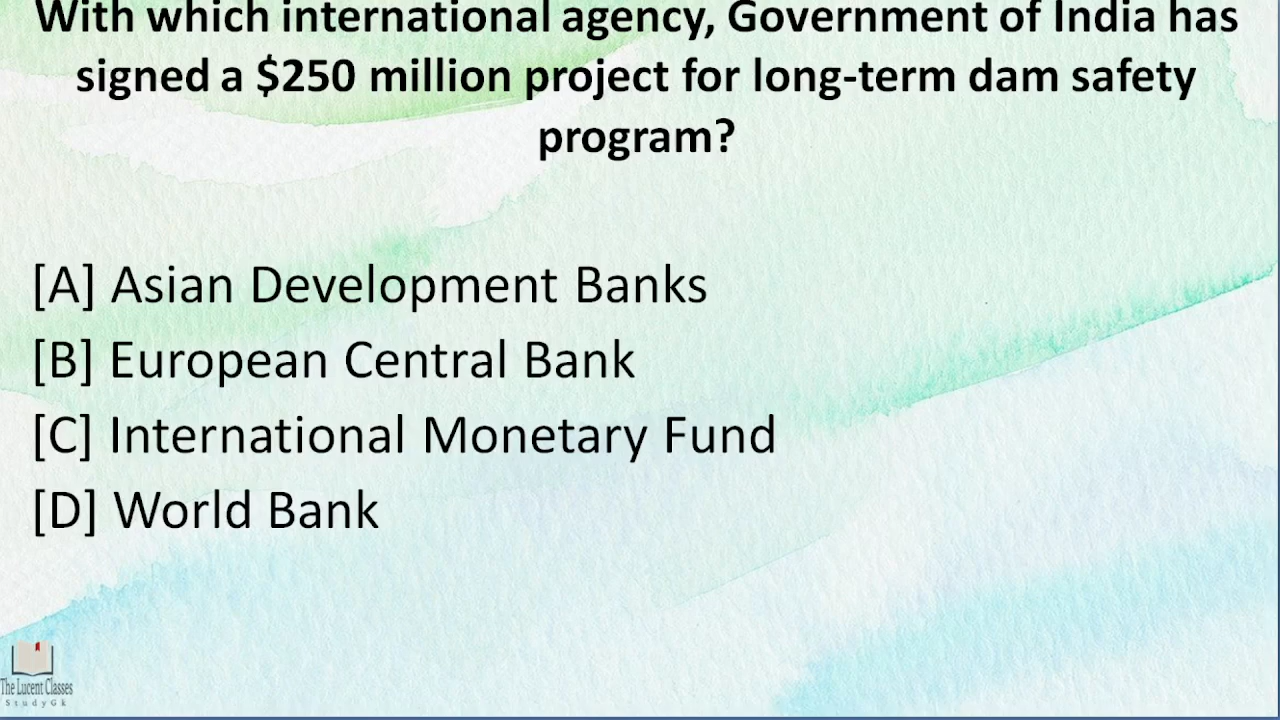 With which international agency, Government of India has
signed a $250 million project for long-term dam safety
program?
[A] Asian Development Banks
[B] European Central Bank
[C] International Monetary Fund
[D] World Bank
The Lucent Classes
StudyGk